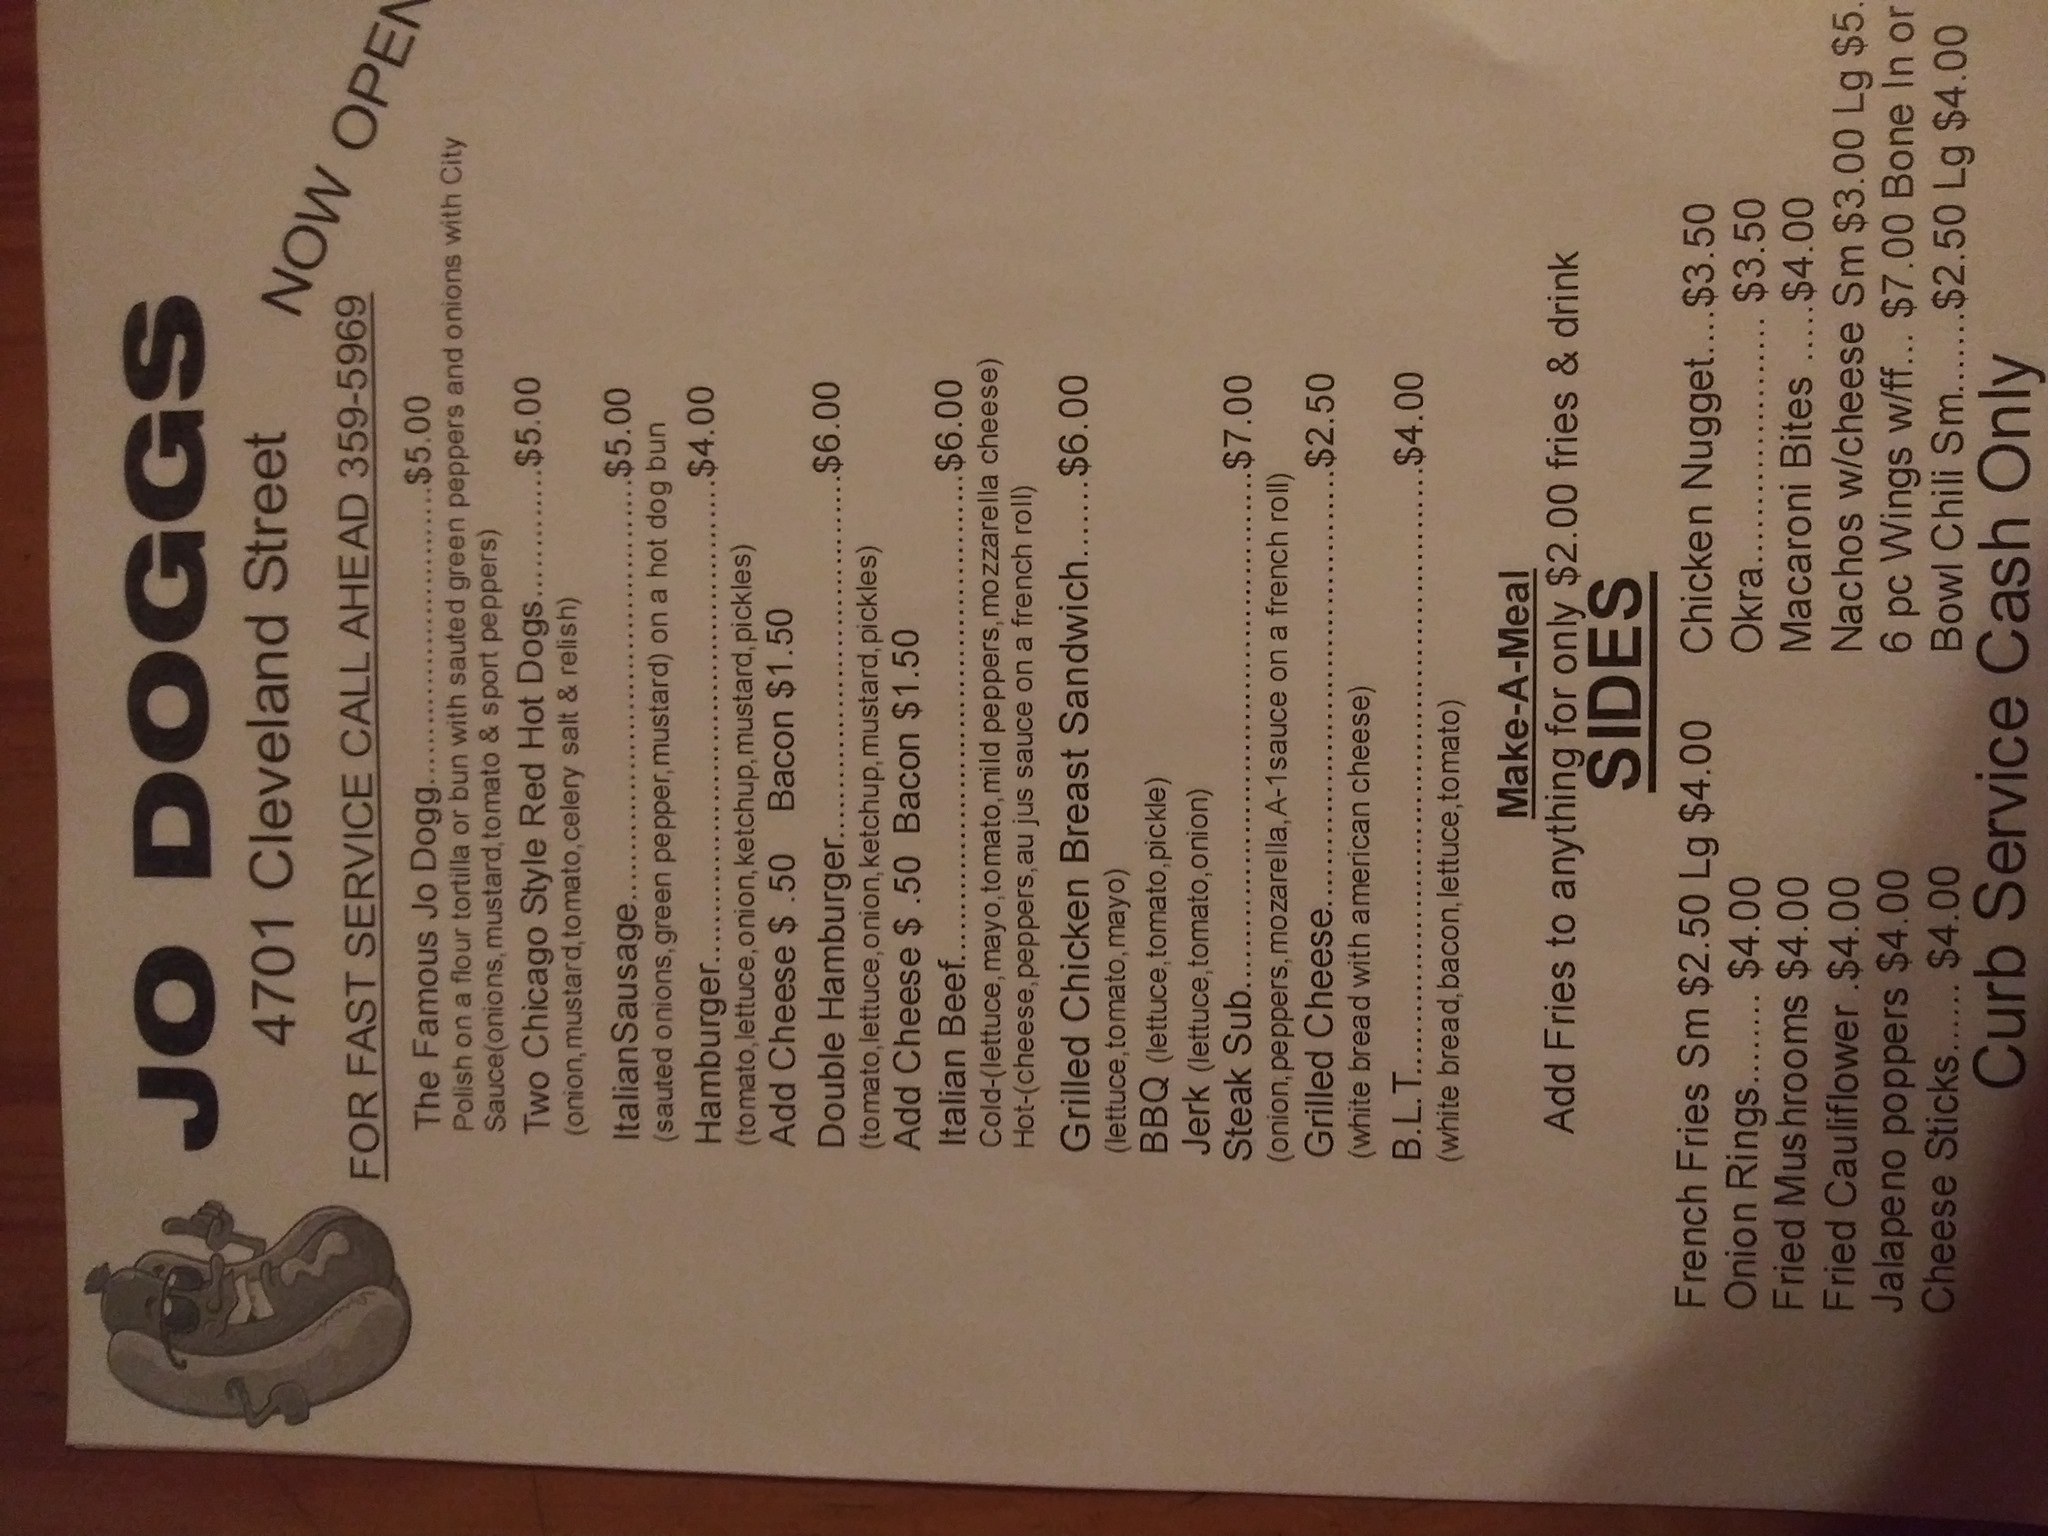 JO DOGGS
4701 Cleveland Street
NOW OPEN
FOR FAST SERVICE CALL AHEAD 359-5969
The Famous Jo Dogg..............................$5.00
Polish on a flour tortilla or bun with sauted green peppers and onions with City
Sauce(onions,mustard,tomato & sport peppers)
Two Chicago Style Red Hot Dogs...........$5.00
(onion,mustard,tomato,celery salt & relish)
ItalianSausage.......................................$5.00
(sauted onions,green pepper,mustard) on a hot dog bun
Hamburger............................................$4.00
(tomato,lettuce,onion,ketchup,mustard,pickles)
Add Cheese $ .50 Bacon $1.50
Double Hamburger.................................$6.00
(tomato,lettuce,onion,ketchup,mustard,pickles)
Add Cheese $ .50 Bacon $1.50
Italian Beef............................................$6.00
Cold-(lettuce,mayo,tomato,mild peppers,mozzarella cheese)
Hot-(cheese,peppers,au jus sauce on a french roll)
Grilled Chicken Breast Sandwich......$6.00
(lettuce,tomato,mayo)
BBQ (lettuce,tomato,pickle)
Jerk (lettuce,tomato,onion)
Steak Sub.............................................$7.00
(onion,peppers,mozarella,A-1sauce on a french roll)
Grilled Cheese.......................................$2.50
(white bread with american cheese)
B.L.T......................................................$4.00
(white bread,bacon,lettuce,tomato)
Make-A-Meal
Add Fries to anything for only $2.00 fries & drink
SIDES
French Fries Sm $2.50 Lg $4.00
Onion Rings........ $4.00
Fried Mushrooms $4.00
Fried Cauliflower .$4.00
Jalapeno poppers $4.00
Cheese Sticks..... $4.00
Chicken Nugget....$3.50
Okra..................... $3.50
Macaroni Bites .....$4.00
Nachos w/cheese Sm $3.00 Lg $5.
6 pc Wings w/ff... $7.00 Bone In or
Bowl Chili Sm.......$2.50 Lg $4.00
Curb Service Cash Only